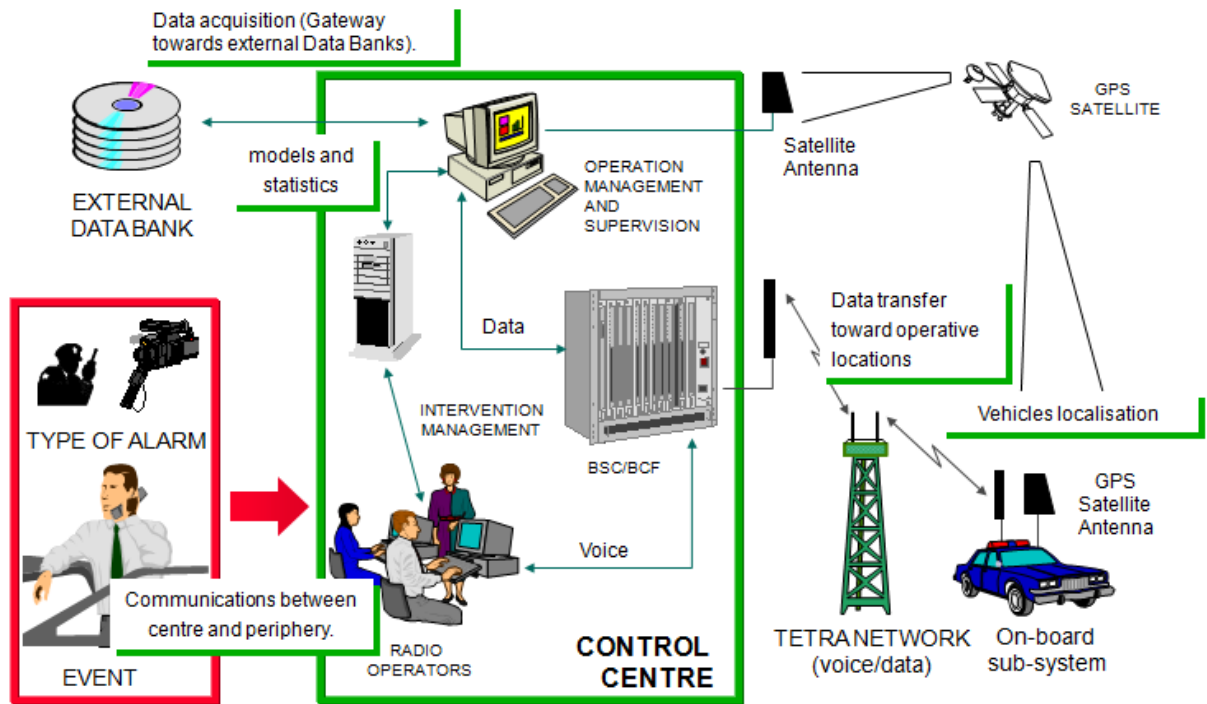 Data acquisition (Gateway
towards external Data Banks).
EXTERNAL
DATA BANK
models and
statistics
OPERATION
MANAGEMENT
AND
SUPERVISION
Satellite
Antenna
GPS
SATELLITE
TYPE OF ALARM
EVENT
Communications between
centre and periphery.
Data
INTERVENTION
MANAGEMENT
BSC/BCF
Voice
RADIO
OPERATORS
CONTROL
CENTRE
Data transfer
toward operative
locations
Vehicles localisation
GPS
Satellite
Antenna
TETRA NETWORK
(voice/data)
On-board
sub-system